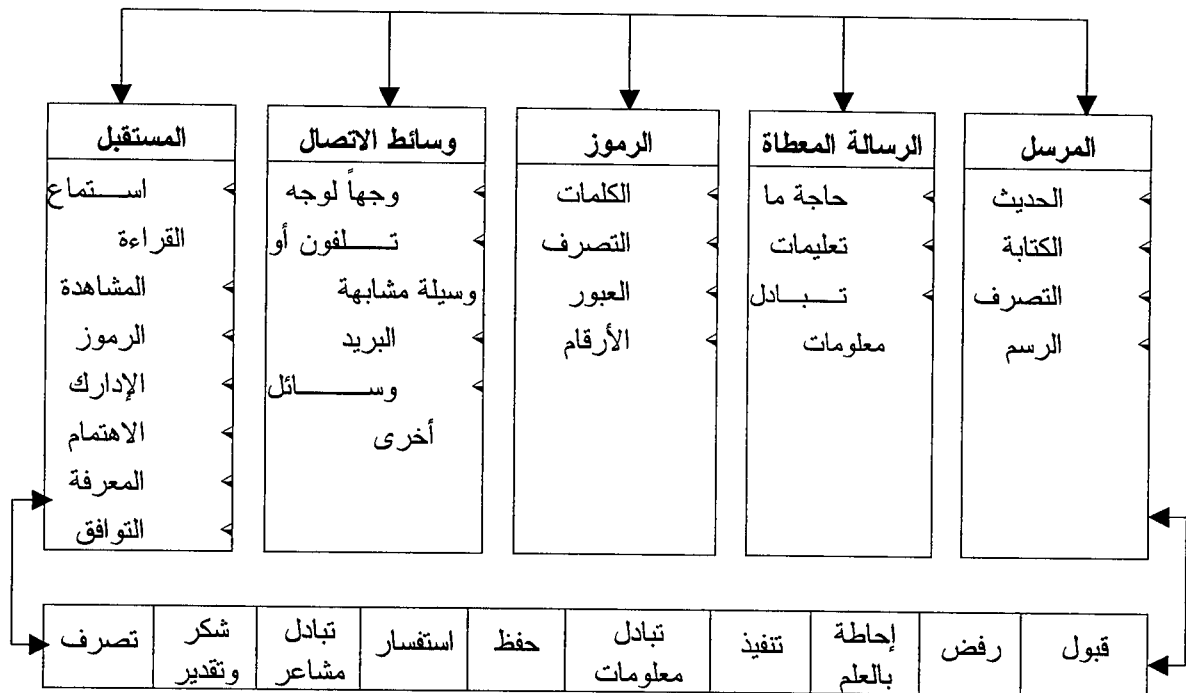 المرسل
الحديث
الكتابة
التصرف
الرسم
الرسالة المعطاة
حاجة ما
تعليمات
تبادل
معلومات
الرموز
الكلمات
التصرف
العبور
الأرقام
وسائط الاتصال
وجهاً لوجه
تلفون أو
وسيلة مشابهة
البريد
وسائل
أخرى
المستقبل
استماع
القراءة
المشاهدة
الرموز
الإدارك
الاهتمام
المعرفة
التوافق
قبول
رفض
إحاطة
بالعلم
تنفيذ
تبادل
معلومات
حفظ
استفسار
تبادل
مشاعر
شكر
وتقدير
تصرف